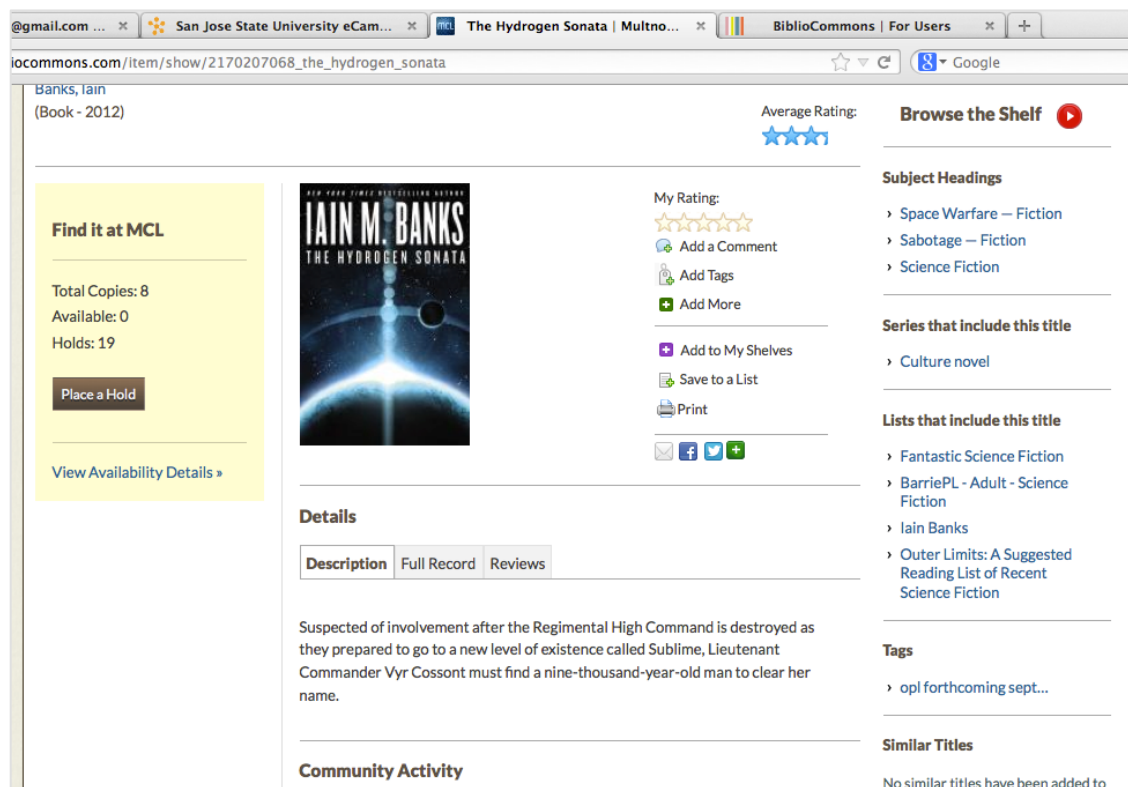 @gmail.com ...
San Jose State University eCam...
The Hydrogen Sonata | Multno...
BiblioCommons | For Users
iocommons.com/item/show/2170207068_the_hydrogen_sonata
Google
Banks, Iain
(Book - 2012)
Average Rating:
Find it at MCL
Total Copies: 8
Available: 0
Holds: 19
Place a Hold
View Availability Details »
NEW YORK TIMES BESTSELLING AUTHOR
IAIN M. BANKS
THE HYDROGEN SONATA
My Rating:
Add a Comment
Add Tags
Add More
Add to My Shelves
Save to a List
Print
Details
Description
Full Record
Reviews
Suspected of involvement after the Regimental High Command is destroyed as
they prepared to go to a new level of existence called Sublime, Lieutenant
Commander Vyr Cossont must find a nine-thousand-year-old man to clear her
name.
Community Activity
Browse the Shelf
Subject Headings
› Space Warfare — Fiction
› Sabotage — Fiction
› Science Fiction
Series that include this title
› Culture novel
Lists that include this title
› Fantastic Science Fiction
› BarriePL - Adult - Science
Fiction
› Iain Banks
› Outer Limits: A Suggested
Reading List of Recent
Science Fiction
Tags
› opl forthcoming sept...
Similar Titles
No similar titles have been added to